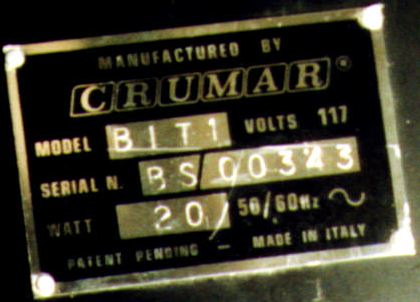 MANUFACTURED BY
CRUMAR®
MODEL BIT1 VOLTS 117
SERIAL N. BS/00343
WATT 20/ 50/60Hz ~
PATENT PENDING — MADE IN ITALY